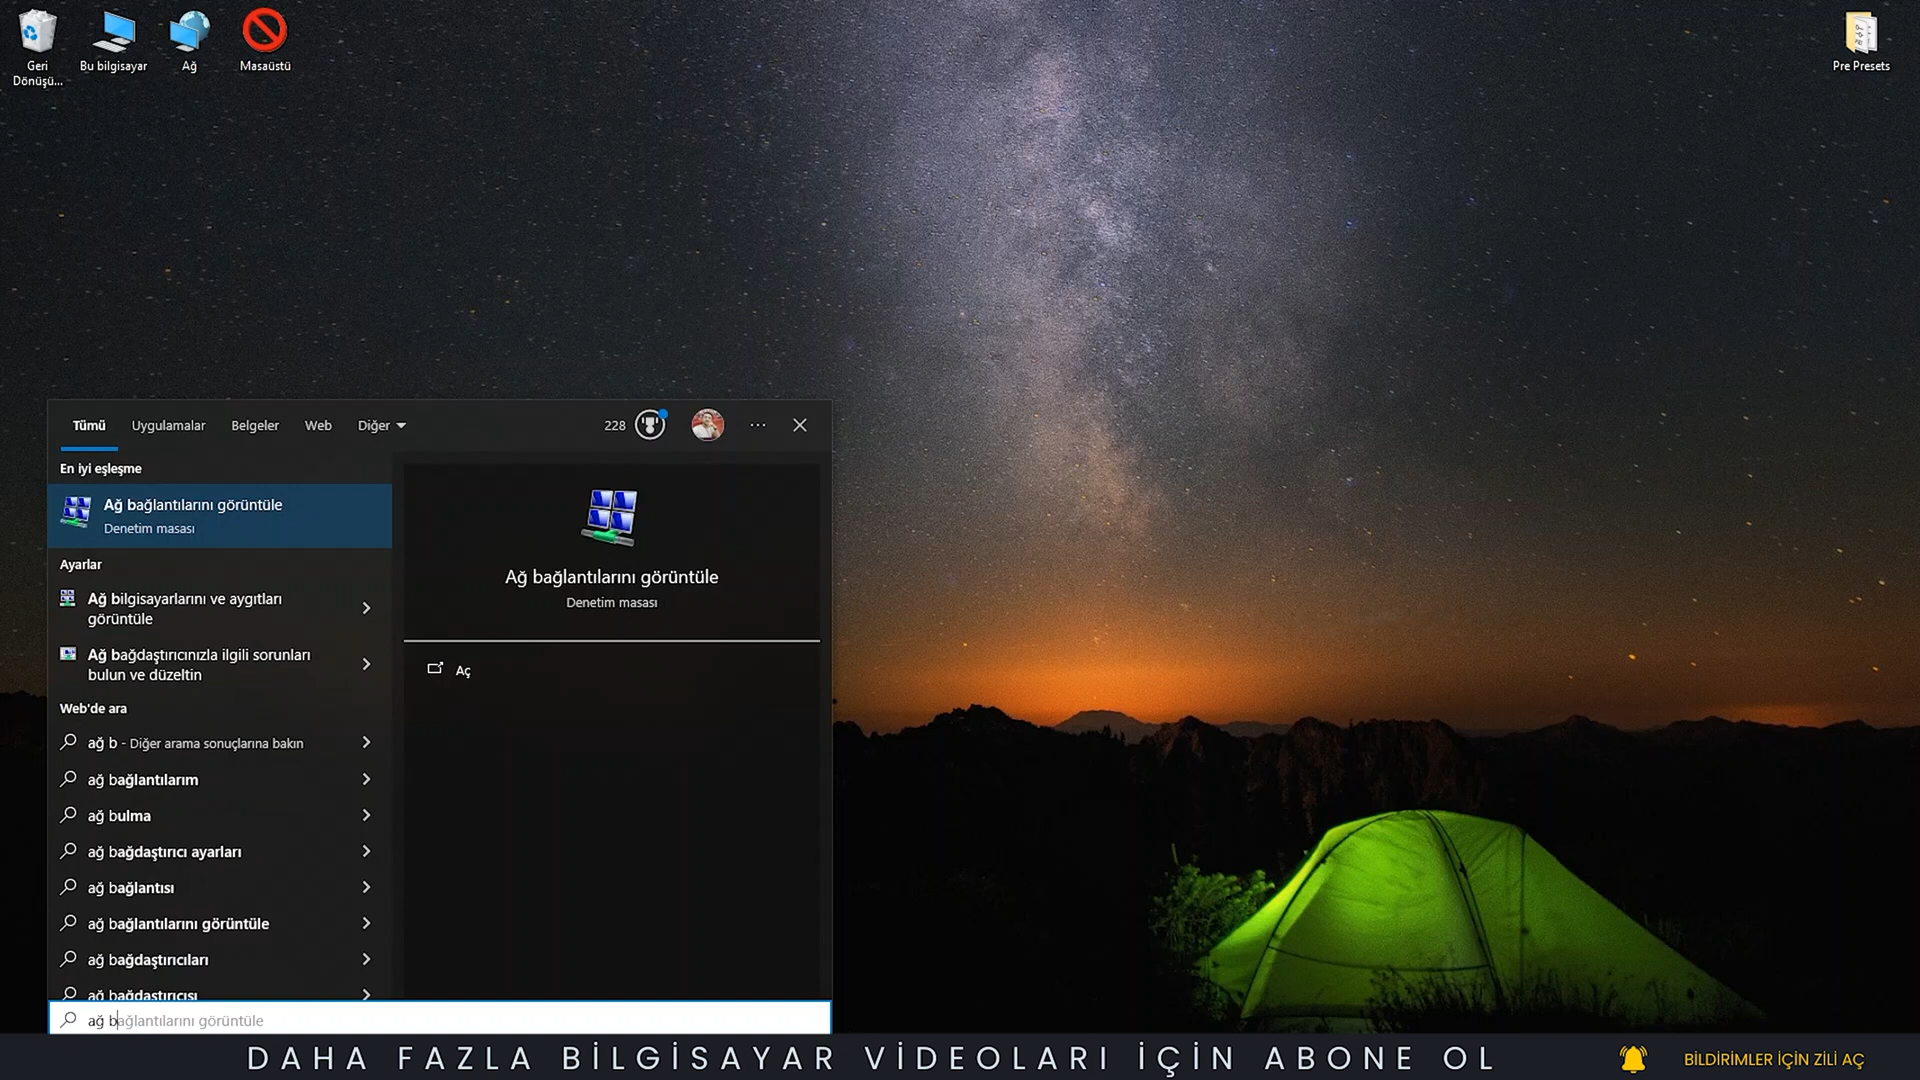 Geri
Dönüşü...
Bu bilgisayar
Ağ
Masaüstü
Pre Presets
Tümü
Uygulamalar
Belgeler
Web
Diğer
228
En iyi eşleşme
Ağ bağlantılarını görüntüle
Denetim masası
Ayarlar
Ağ bilgisayarlarını ve aygıtları
görüntüle
Ağ bağdaştırıcınızla ilgili sorunları
bulun ve düzeltin
Web'de ara
ağ b - Diğer arama sonuçlarına bakın
ağ bağlantılarım
ağ bulma
ağ bağdaştırıcı ayarları
ağ bağlantısı
ağ bağlantılarını görüntüle
ağ bağdaştırıcıları
ağ bağdaştırıcısı
Ağ bağlantılarını görüntüle
Denetim masası
Aç
ağ bağlantılarını görüntüle
DAHA FAZLA BİLGİSAYAR VİDEOLARI İÇİN ABONE OL
BİLDİRİMLER İÇİN ZİLİ AÇ